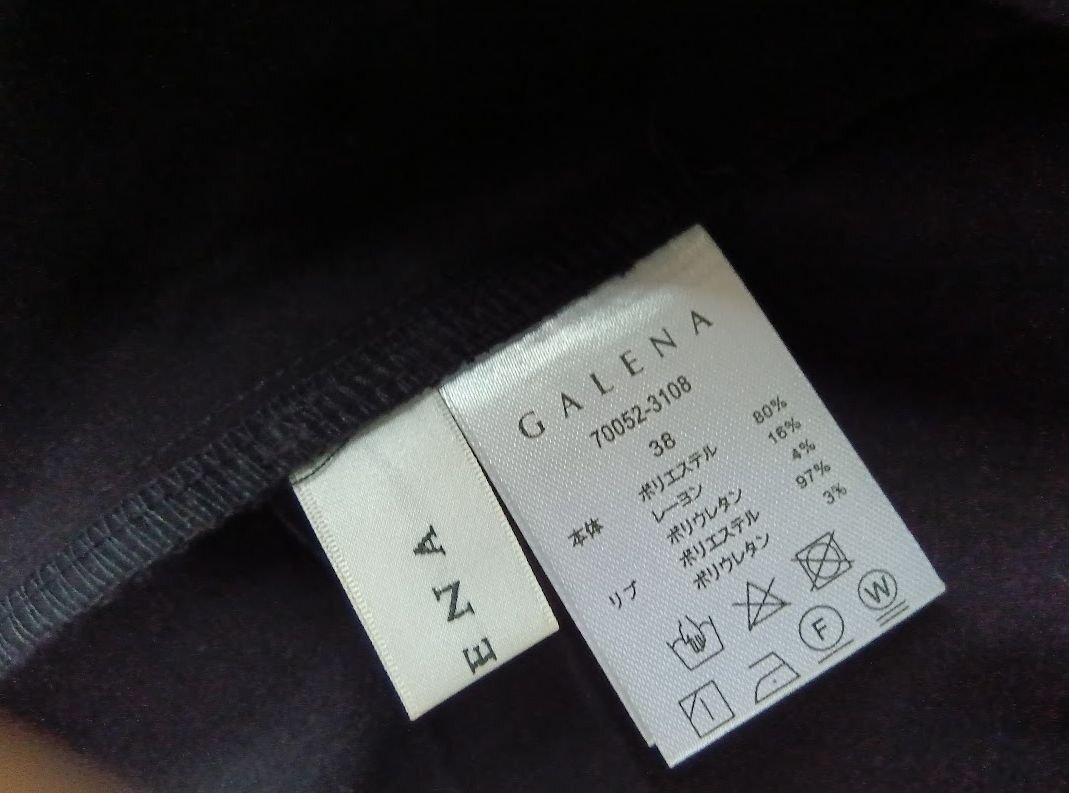 GALENA
70052-3108
38
本体 ポリエステル 80%
レーヨン 16%
ポリウレタン 4%
リブ ポリエステル 97%
ポリウレタン 3%
F
W
ENA